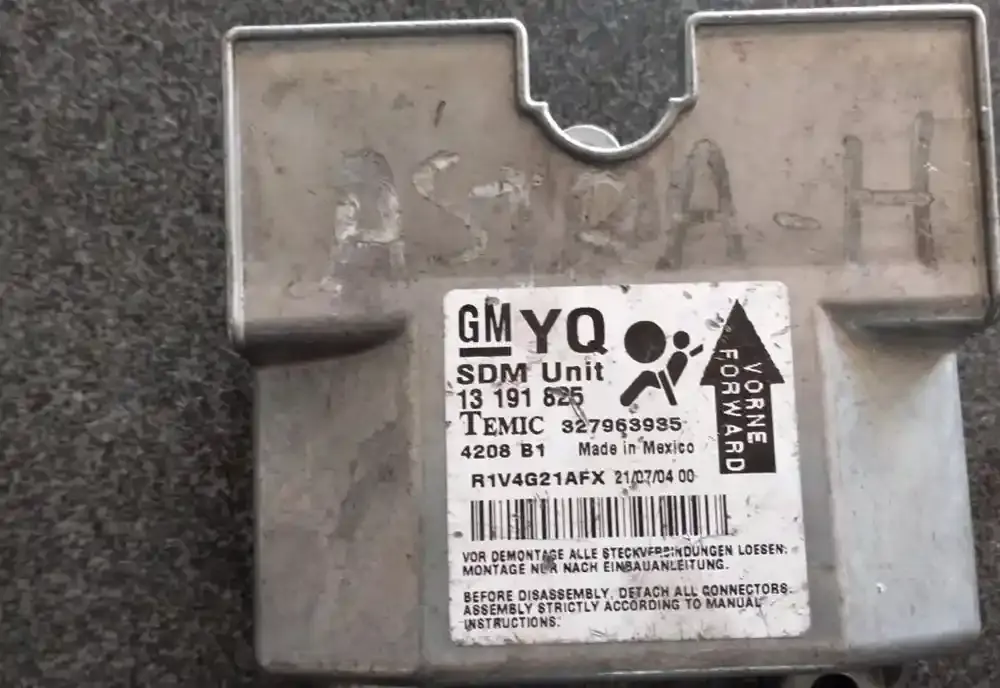 ASTRA-H
GM YQ
SDM Unit
13 191 825
TEMIC 327963935
4208 B1 Made in Mexico
R1V4G21AFX 21/07/04 00
VORNE
FORWARD
VOR DEMONTAGE ALLE STECKVERBINDUNGEN LOESEN.
MONTAGE NUR NACH EINBAUANLEITUNG.
BEFORE DISASSEMBLY, DETACH ALL CONNECTORS.
ASSEMBLY STRICTLY ACCORDING TO MANUAL
INSTRUCTIONS.